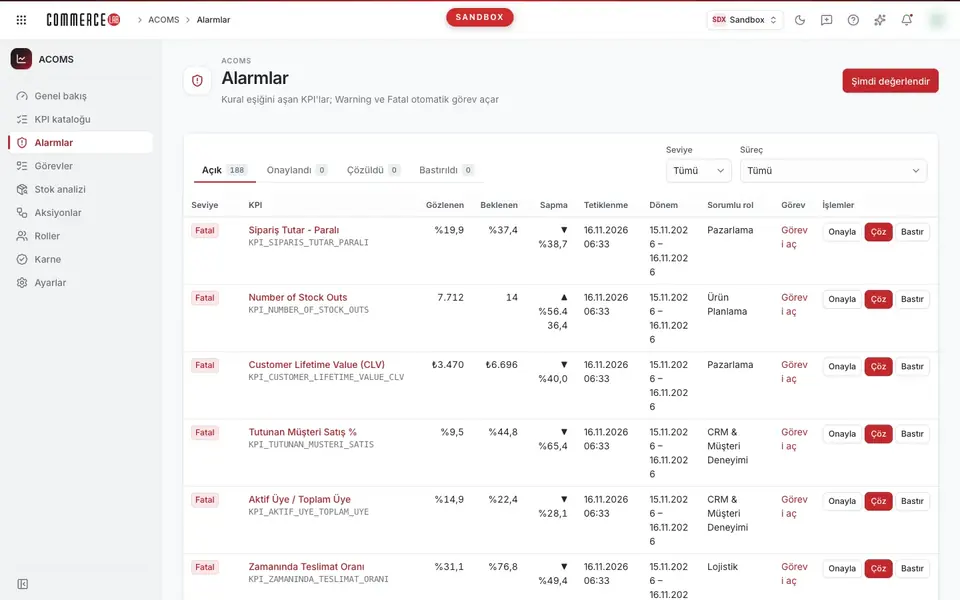 COMMERCE LAB
ACOMS
Alarmlar
SANDBOX
SDX Sandbox
ACOMS
Genel bakış
KPI kataloğu
Alarmlar
Görevler
Stok analizi
Aksiyonlar
Roller
Karne
Ayarlar
ACOMS
Alarmlar
Kural eşiğini aşan KPI'lar; Warning ve Fatal otomatik görev açar
Şimdi değerlendir
Açık 188
Onaylandı 0
Çözüldü 0
Bastırıldı 0
Seviye
Tümü
Süreç
Tümü
Seviye KPI Gözlenen Beklenen Sapma Tetiklenme Dönem Sorumlu rol Görev İşlemler
Fatal Sipariş Tutar - Paralı %19,9 %37,4 ▼ 16.11.2026 15.11.202 Pazarlama Görev Onayla Çöz Bastır
KPI_SIPARIS_TUTAR_PARALI %38,7 06:33 6 – i aç
16.11.202
6
Fatal Number of Stock Outs 7.712 14 ▲ 16.11.2026 15.11.202 Ürün Görev Onayla Çöz Bastır
KPI_NUMBER_OF_STOCK_OUTS %56.4 06:33 6 – Planlama i aç
36,4 16.11.202
6
Fatal Customer Lifetime Value (CLV) ₺3.470 ₺6.696 ▼ 16.11.2026 15.11.202 Pazarlama Görev Onayla Çöz Bastır
KPI_CUSTOMER_LIFETIME_VALUE_CLV %40,0 06:33 6 – i aç
16.11.202
6
Fatal Tutunan Müşteri Satış % %9,5 %44,8 ▼ 16.11.2026 15.11.202 CRM & Görev Onayla Çöz Bastır
KPI_TUTUNAN_MUSTERI_SATIS %65,4 06:33 6 – Müşteri i aç
16.11.202 Deneyimi
6
Fatal Aktif Üye / Toplam Üye %14,9 %22,4 ▼ 16.11.2026 15.11.202 CRM & Görev Onayla Çöz Bastır
KPI_AKTIF_UYE_TOPLAM_UYE %28,1 06:33 6 – Müşteri i aç
16.11.202 Deneyimi
6
Fatal Zamanında Teslimat Oranı %31,1 %76,8 ▼ 16.11.2026 15.11.202 Lojistik Görev Onayla Çöz Bastır
KPI_ZAMANINDA_TESLIMAT_ORANI %49,4 06:33 6 – i aç
16.11.202